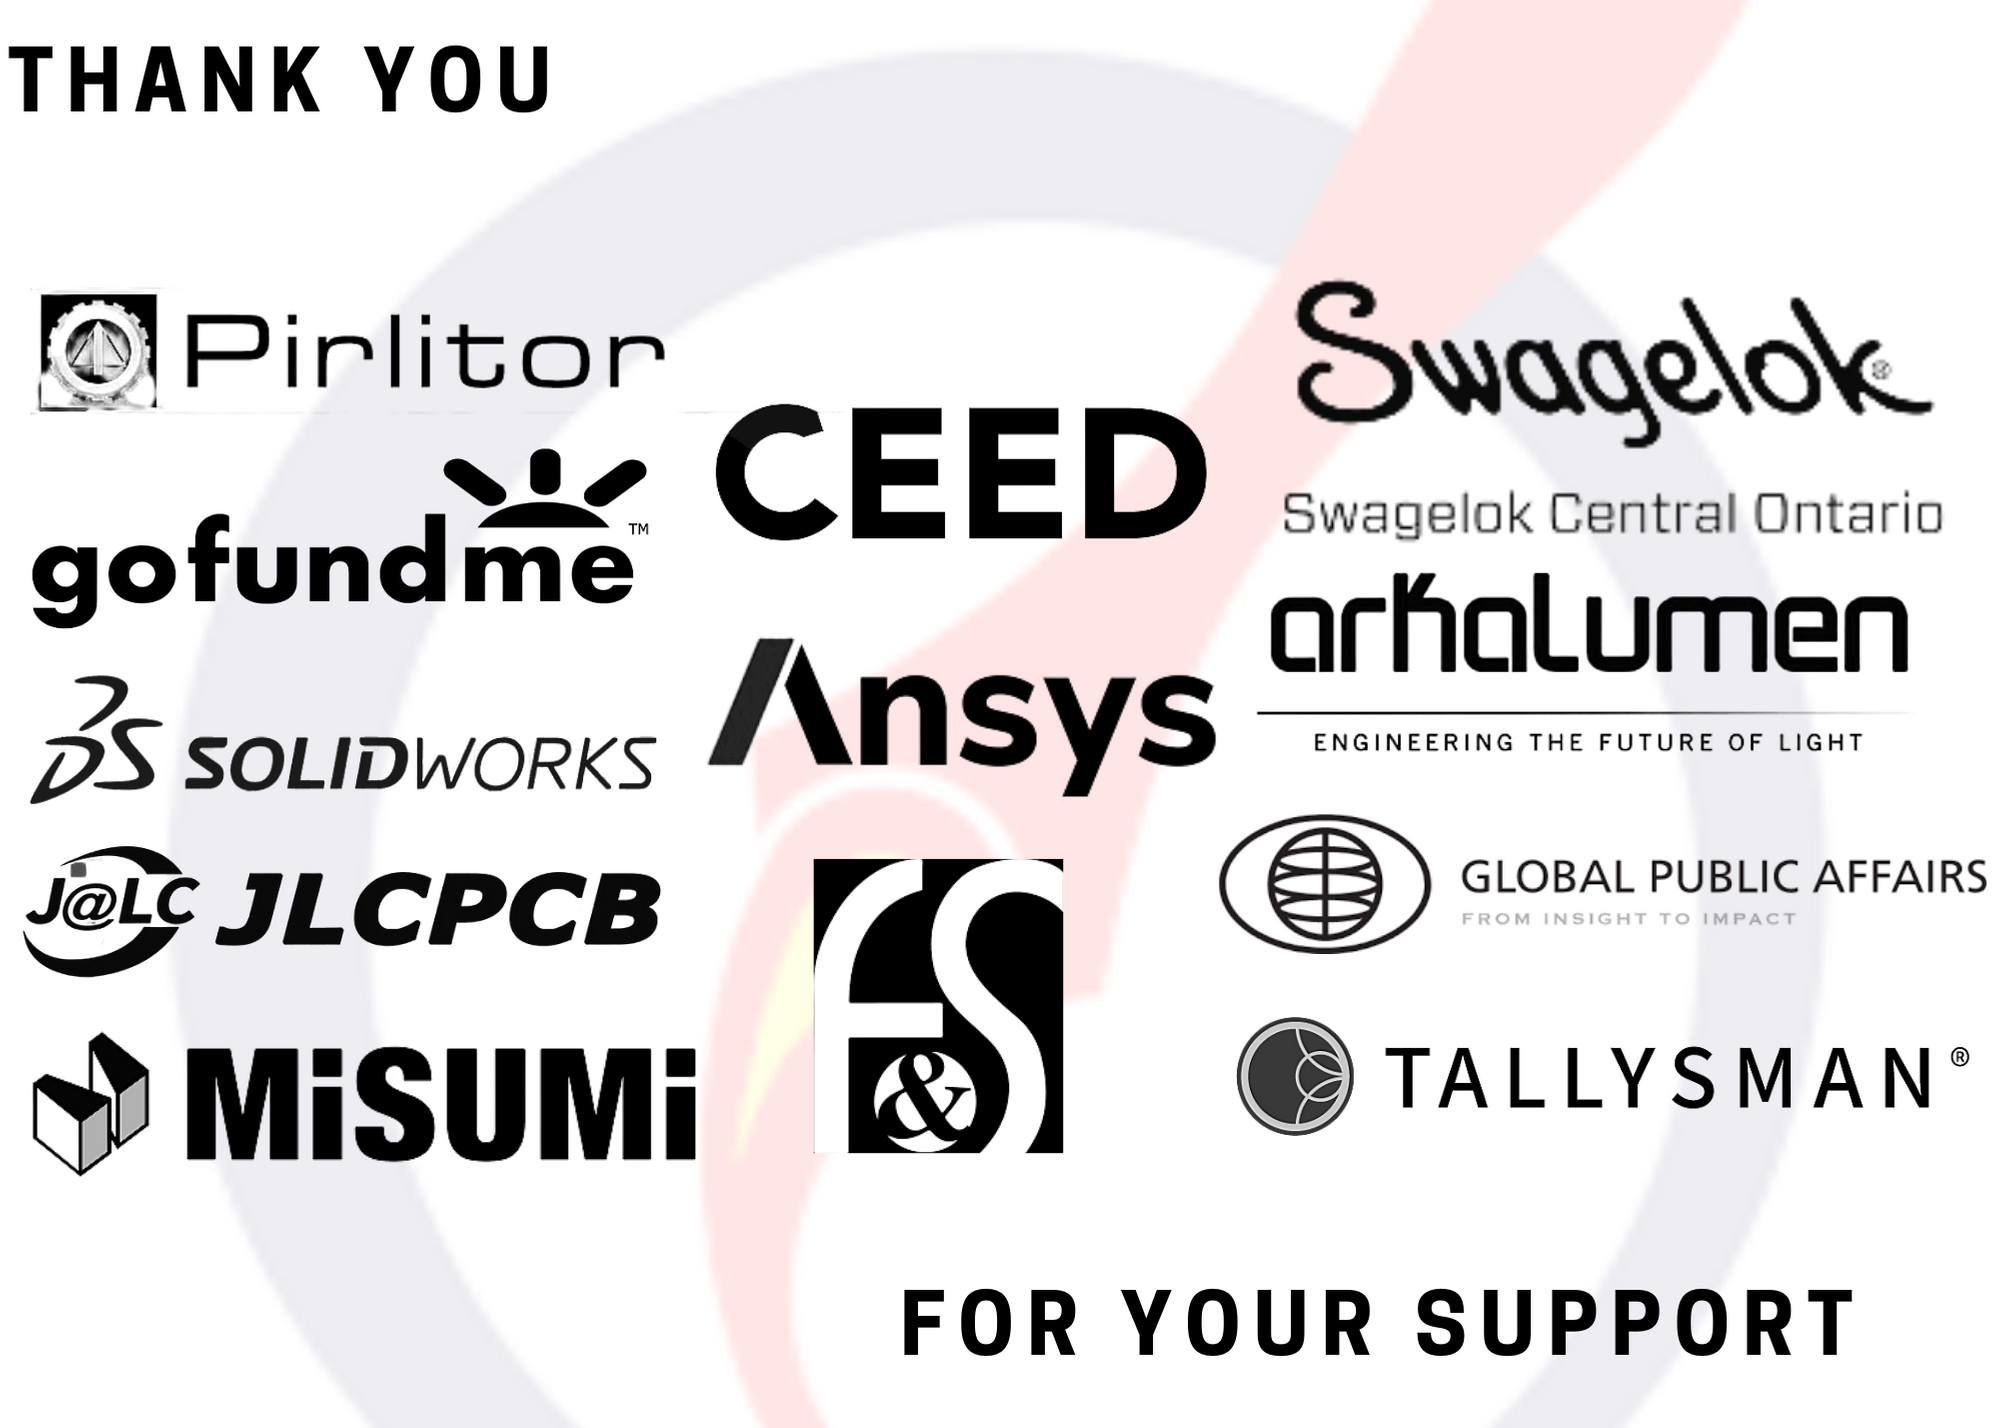 THANK YOU
Pirlitor
gofundme™
SOLIDWORKS
J@LC JLCPCB
MiSUMi
CEED
Ansys
F&S
Swagelok®
Swagelok Central Ontario
arkalumen
ENGINEERING THE FUTURE OF LIGHT
GLOBAL PUBLIC AFFAIRS
FROM INSIGHT TO IMPACT
TALLYSMAN®
FOR YOUR SUPPORT